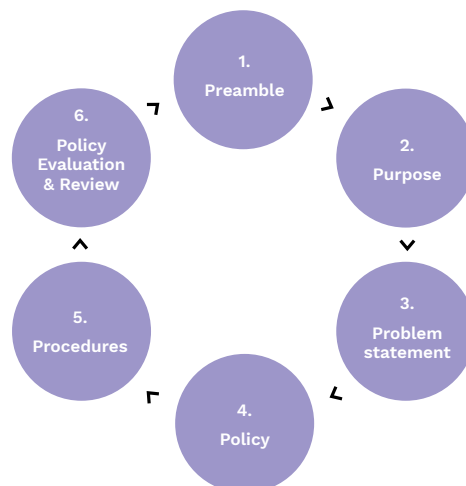 1.
Preamble
2.
Purpose
3.
Problem
statement
4.
Policy
5.
Procedures
6.
Policy
Evaluation
& Review